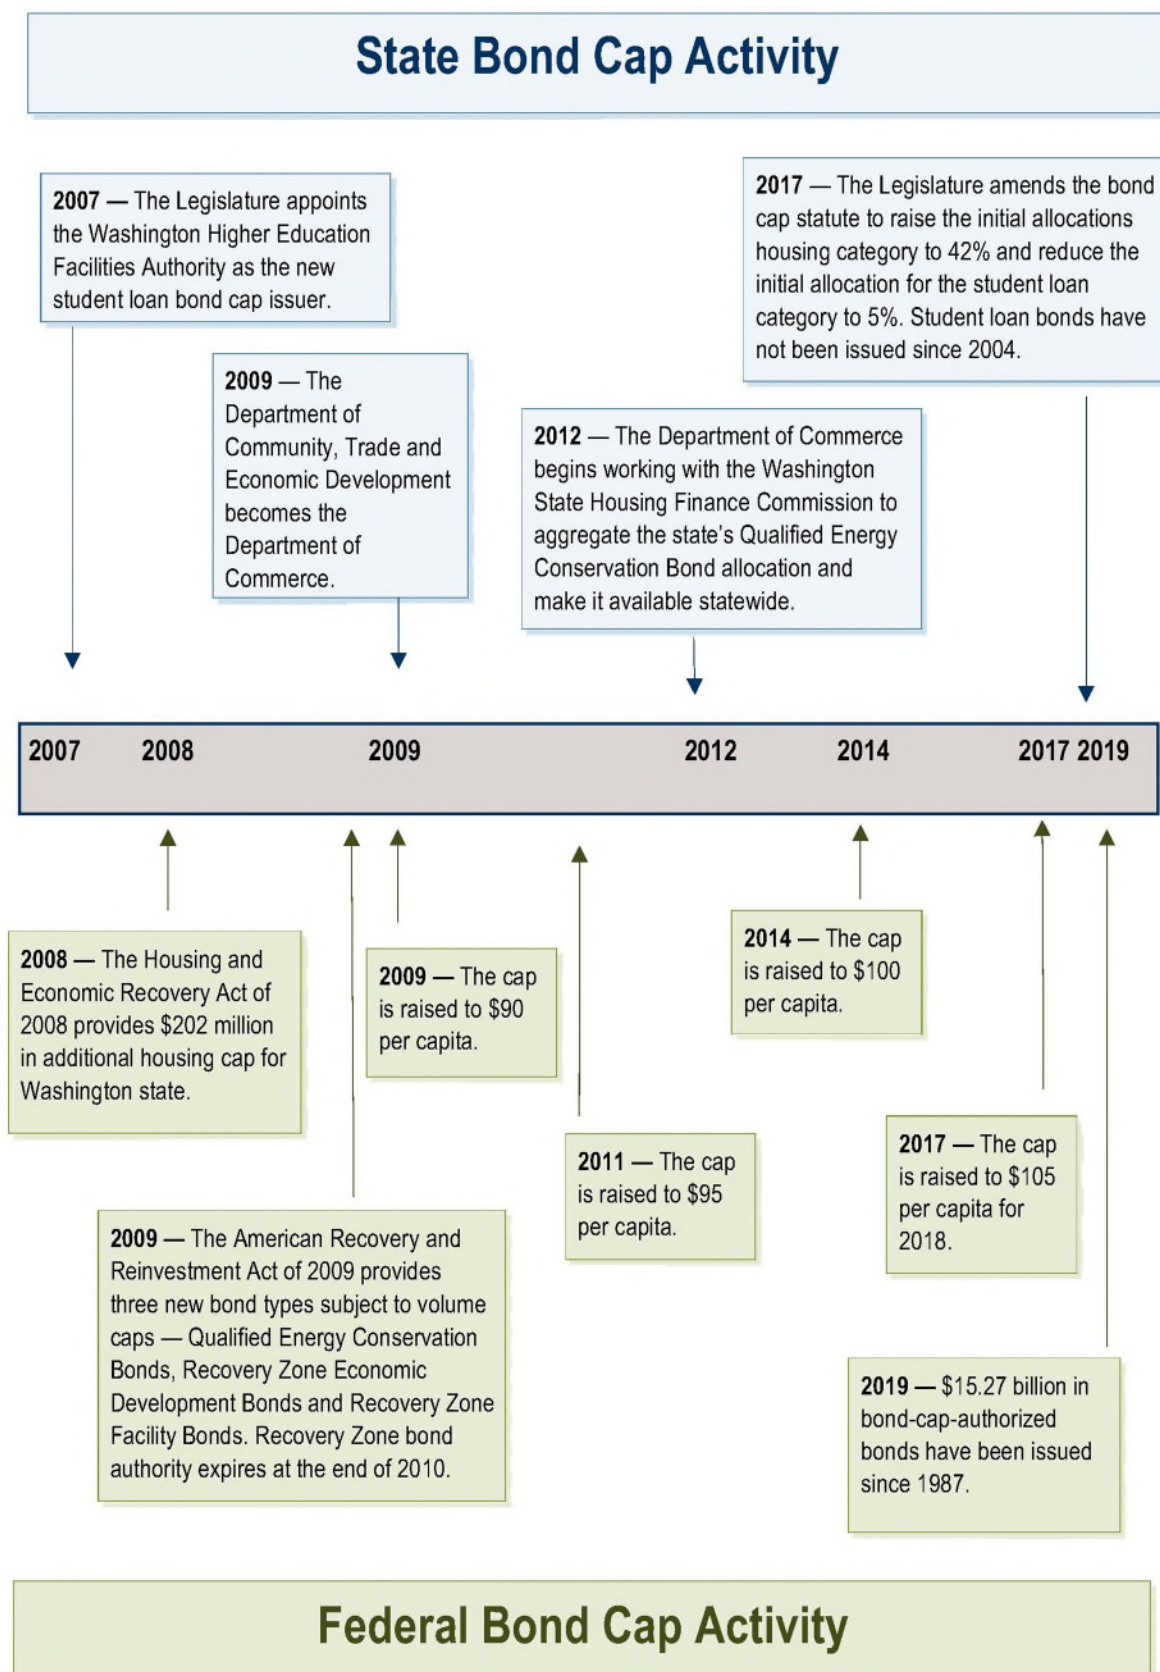 State Bond Cap Activity
2007 — The Legislature appoints
the Washington Higher Education
Facilities Authority as the new
student loan bond cap issuer.
2009 — The
Department of
Community, Trade and
Economic Development
becomes the
Department of
Commerce.
2012 — The Department of Commerce
begins working with the Washington
State Housing Finance Commission to
aggregate the state's Qualified Energy
Conservation Bond allocation and
make it available statewide.
2017 — The Legislature amends the bond
cap statute to raise the initial allocations
housing category to 42% and reduce the
initial allocation for the student loan
category to 5%. Student loan bonds have
not been issued since 2004.
2007 2008 2009 2012 2014 2017 2019
2008 — The Housing and
Economic Recovery Act of
2008 provides $202 million
in additional housing cap for
Washington state.
2009 — The American Recovery and
Reinvestment Act of 2009 provides
three new bond types subject to volume
caps — Qualified Energy Conservation
Bonds, Recovery Zone Economic
Development Bonds and Recovery Zone
Facility Bonds. Recovery Zone bond
authority expires at the end of 2010.
2009 — The cap
is raised to $90
per capita.
2011 — The cap
is raised to $95
per capita.
2014 — The cap
is raised to $100
per capita.
2017 — The cap
is raised to $105
per capita for
2018.
2019 — $15.27 billion in
bond-cap-authorized
bonds have been issued
since 1987.
Federal Bond Cap Activity